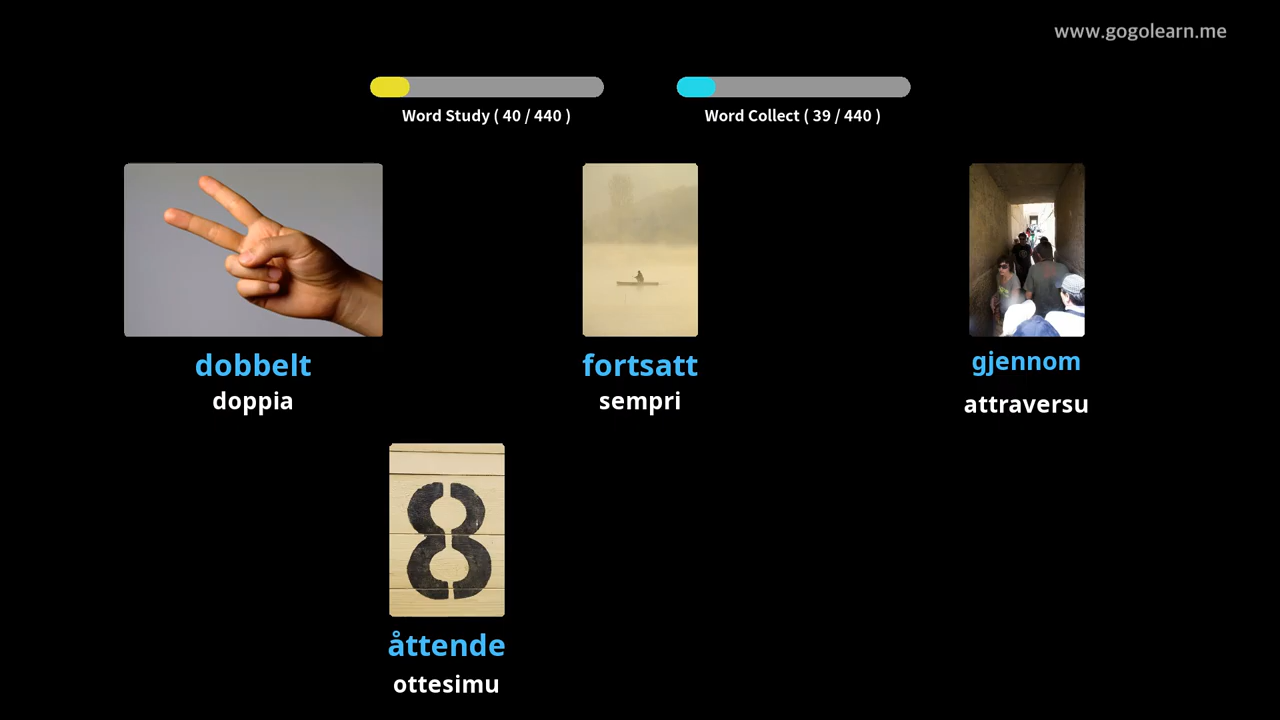 www.gogolearn.me
Word Study ( 40 / 440 )
Word Collect ( 39 / 440 )
dobbelt
doppia
fortsatt
sempri
gjennom
attraversu
8
åttende
ottesimu